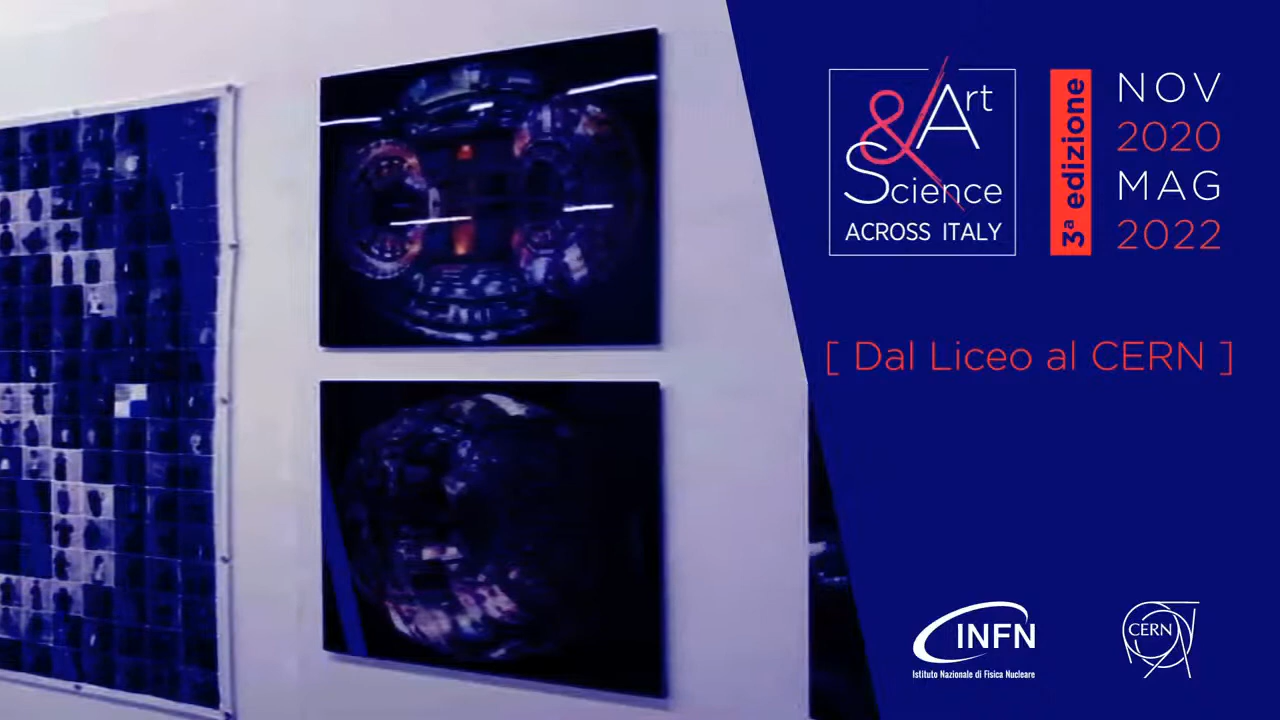 & Art
Science
ACROSS ITALY
3ª edizione
NOV
2020
MAG
2022
[ Dal Liceo al CERN ]
INFN
Istituto Nazionale di Fisica Nucleare
CERN